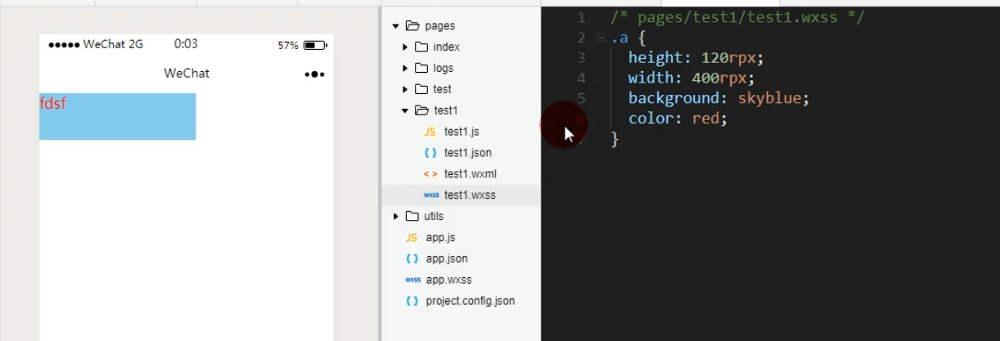 ●●●●● WeChat 2G 0:03 57%
WeChat
fdsf
pages
index
logs
test
test1
JS test1.js
{ } test1.json
< > test1.wxml
wxss test1.wxss
utils
JS app.js
{ } app.json
wxss app.wxss
{ } project.config.json
1 /* pages/test1/test1.wxss */
2 .a {
3 height: 120rpx;
4 width: 400rpx;
5 background: skyblue;
6 color: red;
7 }